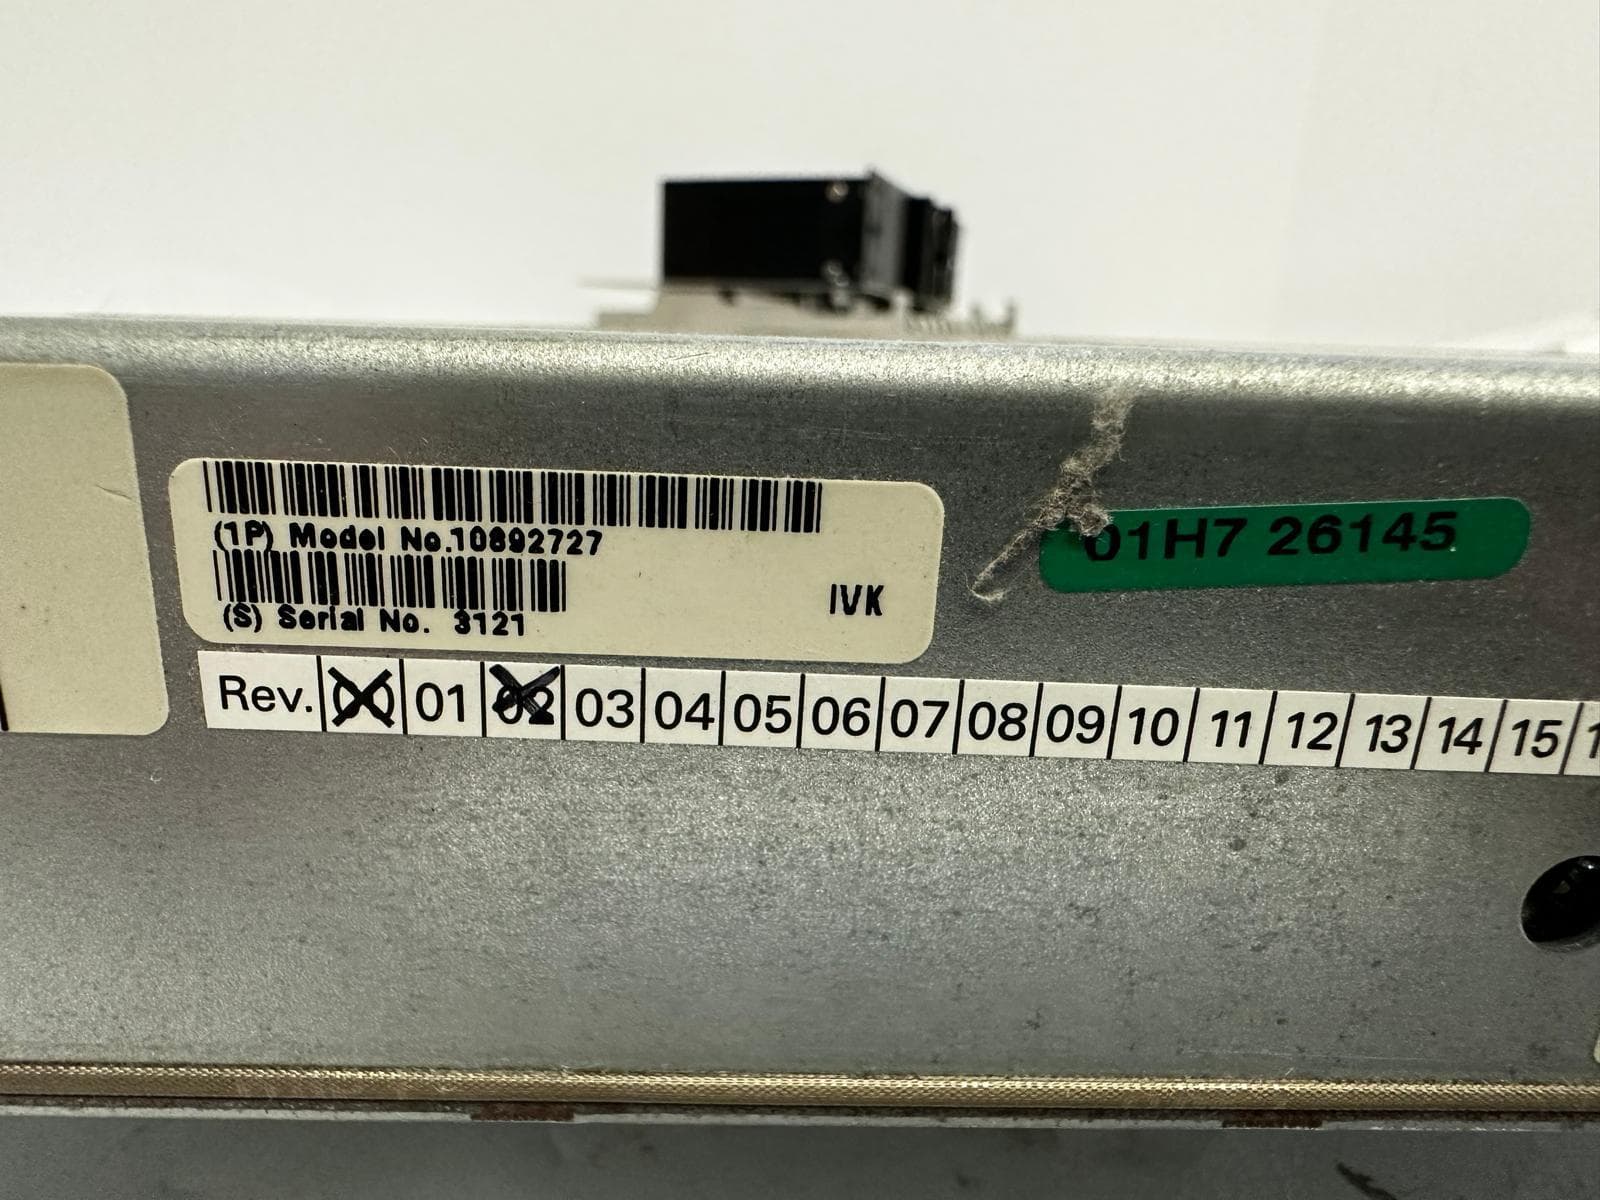 (1P) Model No.10892727
(S) Serial No. 3121
IVK
01H7 26145
Rev. 00 01 02 03 04 05 06 07 08 09 10 11 12 13 14 15 1